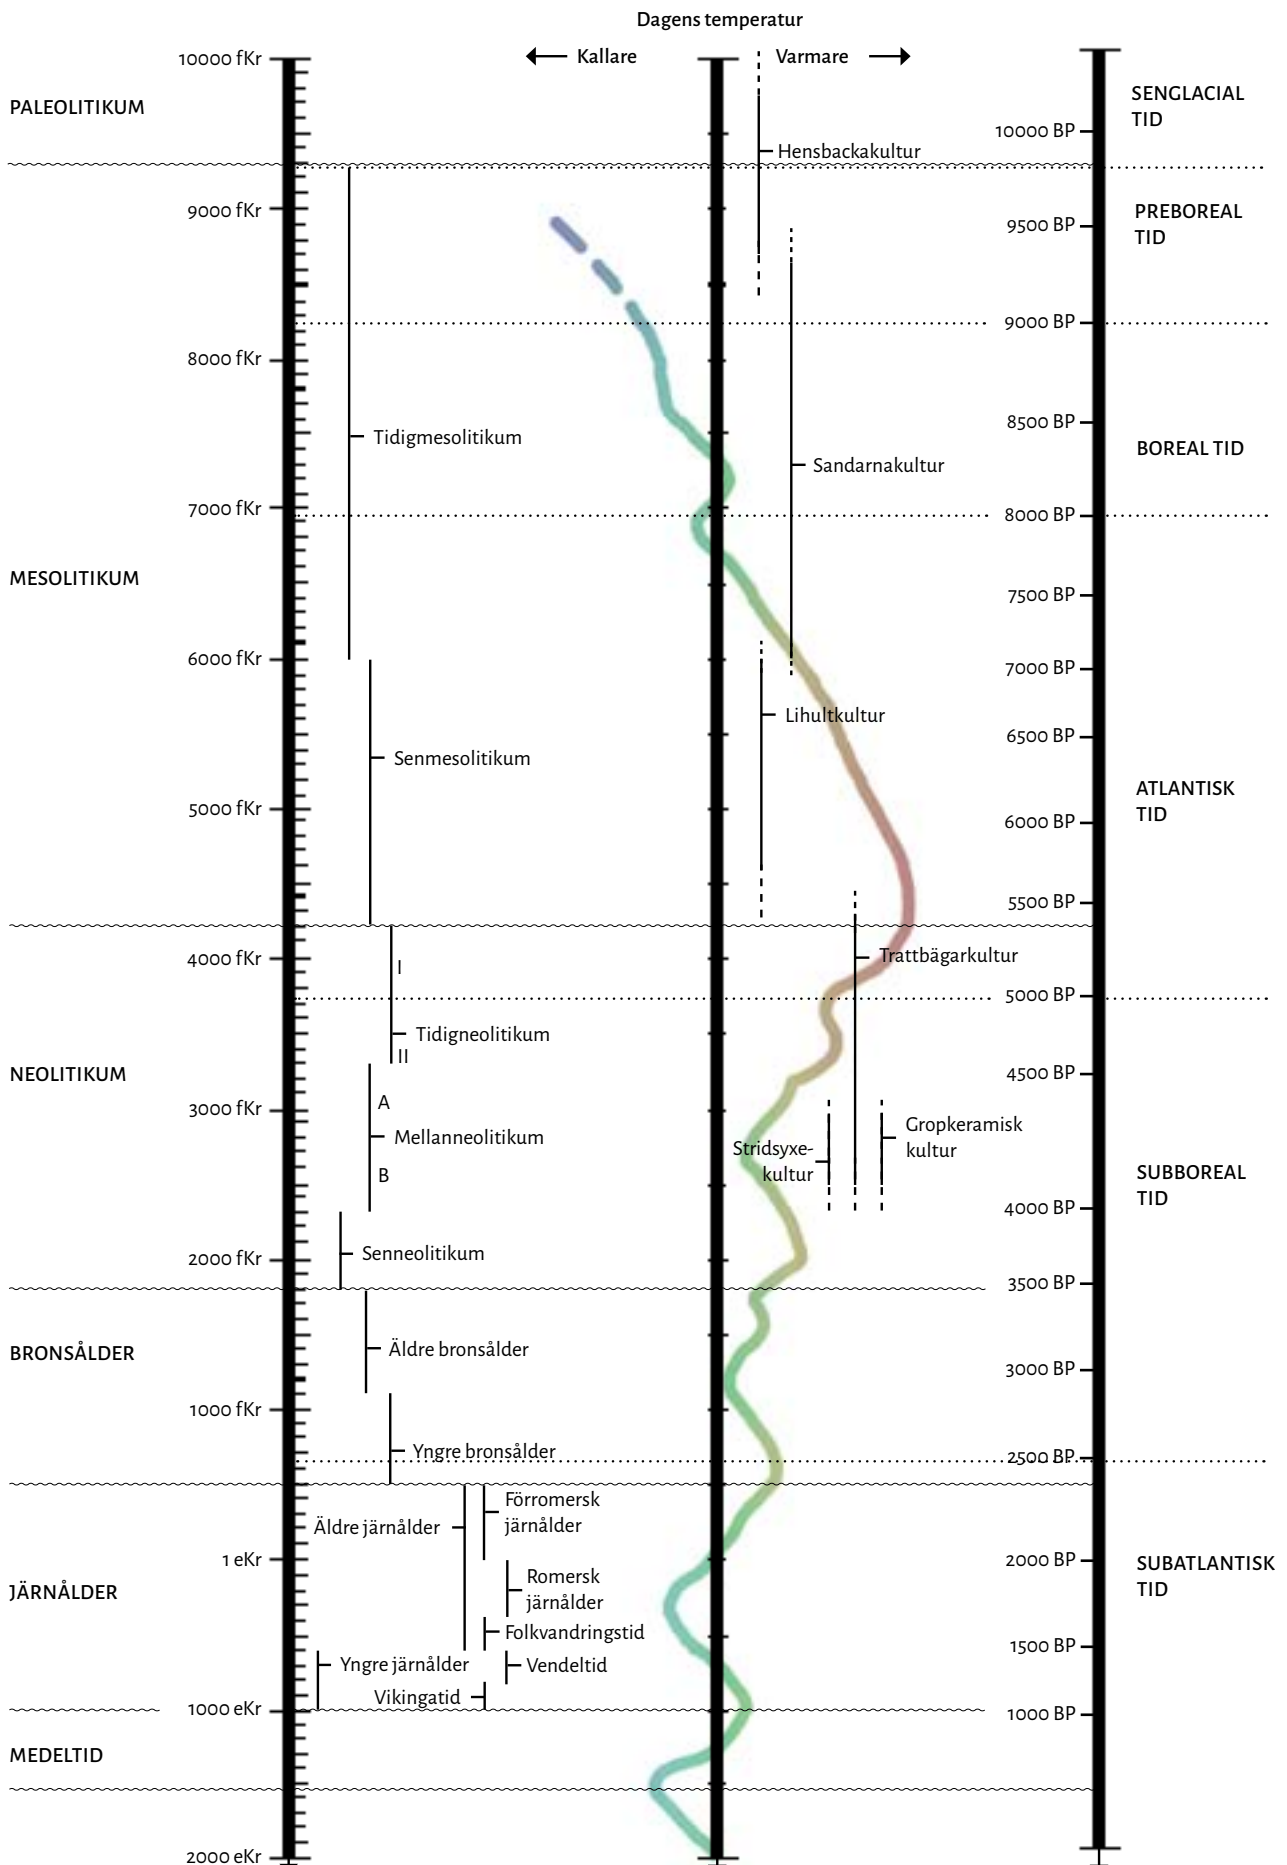 Dagens temperatur
Kallare
Varmare
10000 fKr
9000 fKr
8000 fKr
7000 fKr
6000 fKr
5000 fKr
4000 fKr
3000 fKr
2000 fKr
1000 fKr
1 eKr
1000 eKr
2000 eKr
PALEOLITIKUM
MESOLITIKUM
NEOLITIKUM
BRONSÅLDER
JÄRNÅLDER
MEDELTID
Tidigmesolitikum
Senmesolitikum
I
Tidigneolitikum
II
A
Mellanneolitikum
B
Senneolitikum
Äldre bronsålder
Yngre bronsålder
Äldre järnålder
Förromersk
järnålder
Romersk
järnålder
Folkvandringstid
Yngre järnålder
Vendeltid
Vikingatid
Hensbackakultur
Sandarnakultur
Lihultkultur
Trattbägarkultur
Stridsyxe-
kultur
Gropkeramisk
kultur
10000 BP
9500 BP
9000 BP
8500 BP
8000 BP
7500 BP
7000 BP
6500 BP
6000 BP
5500 BP
5000 BP
4500 BP
4000 BP
3500 BP
3000 BP
2500 BP
2000 BP
1500 BP
1000 BP
SENGLACIAL
TID
PREBOREAL
TID
BOREAL TID
ATLANTISK
TID
SUBBOREAL
TID
SUBATLANTISK
TID